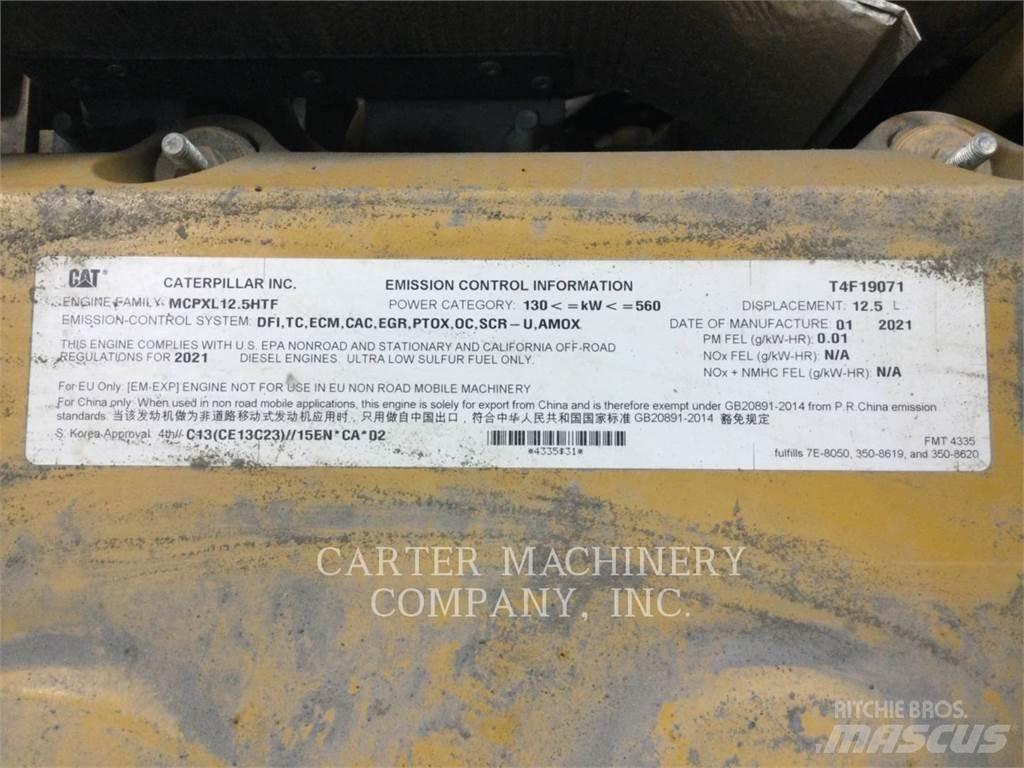 CAT CATERPILLAR INC. EMISSION CONTROL INFORMATION T4F19071
ENGINE FAMILY: MCPXL12.5HTF POWER CATEGORY: 130<=kW<=560 DISPLACEMENT: 12.5 L
EMISSION-CONTROL SYSTEM: DFI,TC,ECM,CAC,EGR,PTOX,OC,SCR-U,AMOX DATE OF MANUFACTURE: 01 2021
THIS ENGINE COMPLIES WITH U.S. EPA NONROAD AND STATIONARY AND CALIFORNIA OFF-ROAD PM FEL (g/kW-HR): 0.01
REGULATIONS FOR 2021 DIESEL ENGINES. ULTRA LOW SULFUR FUEL ONLY. NOx FEL (g/kW-HR): N/A
NOx + NMHC FEL (g/kW-HR): N/A
For EU Only: [EM-EXP] ENGINE NOT FOR USE IN EU NON ROAD MOBILE MACHINERY
For China only: When used in non road mobile applications, this engine is solely for export from China and is therefore exempt under GB20891-2014 from P.R.China emission
standards. 当该发动机做为非道路移动式发动机应用时，只用做自中国出口，符合中华人民共和国国家标准 GB20891-2014 豁免规定
S. Korea Approval: 4th// C43(CE13C23)//15EN*CA*02
*4335$31*
FMT 4335
fulfills 7E-8050, 350-8619, and 350-8620
CARTER MACHINERY
COMPANY, INC.
RITCHIE BROS.
MASCUS